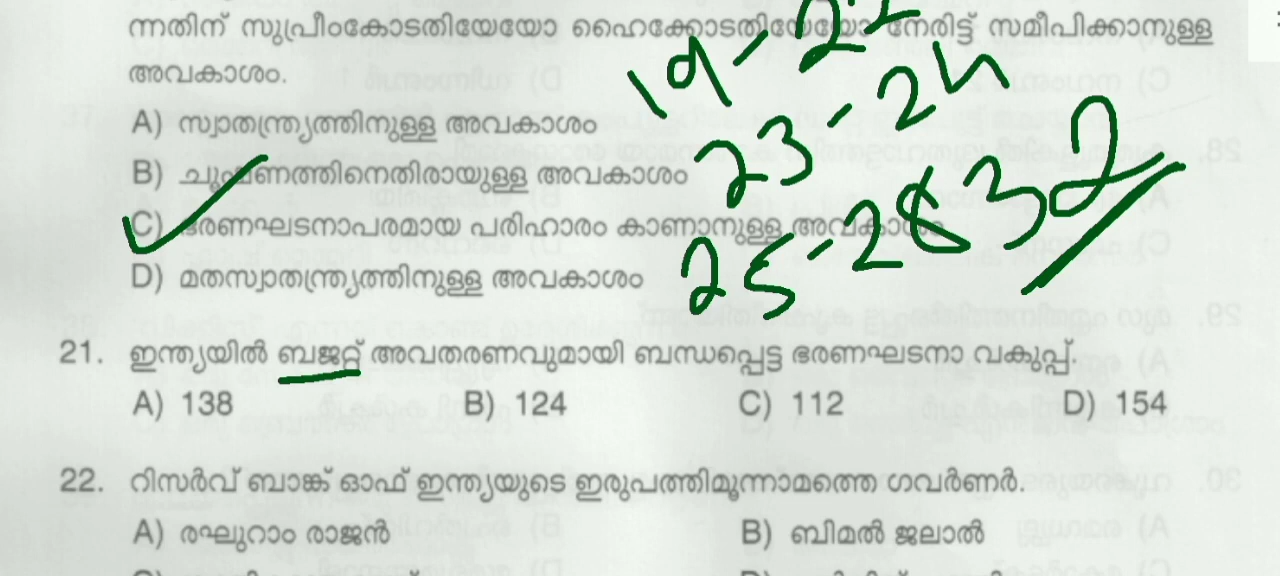 ന്നതിന് സുപ്രീംകോടതിയേയോ ഹൈക്കോടതിയേയോ നേരിട്ട് സമീപിക്കാനുള്ള
അവകാശം.
19-22
A) സ്വാതന്ത്ര്യത്തിനുള്ള അവകാശം
23-24
B) ചൂഷണത്തിനെതിരായുള്ള അവകാശം
32
C) ഭരണഘടനാപരമായ പരിഹാരം കാണാനുള്ള അവകാശം
25-28
D) മതസ്വാതന്ത്ര്യത്തിനുള്ള അവകാശം
21. ഇന്ത്യയിൽ ബജറ്റ് അവതരണവുമായി ബന്ധപ്പെട്ട ഭരണഘടനാ വകുപ്പ്.
A) 138 B) 124 C) 112 D) 154
22. റിസർവ് ബാങ്ക് ഓഫ് ഇന്ത്യയുടെ ഇരുപത്തിമൂന്നാമത്തെ ഗവർണർ.
A) രഘുറാം രാജൻ B) ബിമൽ ജലാൽ